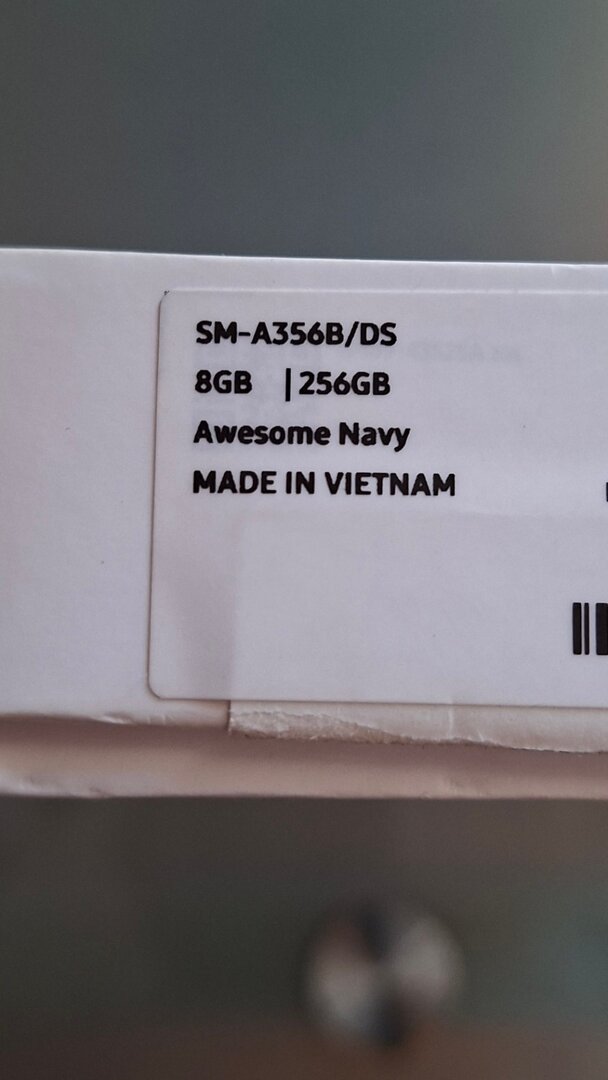 SM-A356B/DS
8GB | 256GB
Awesome Navy
MADE IN VIETNAM